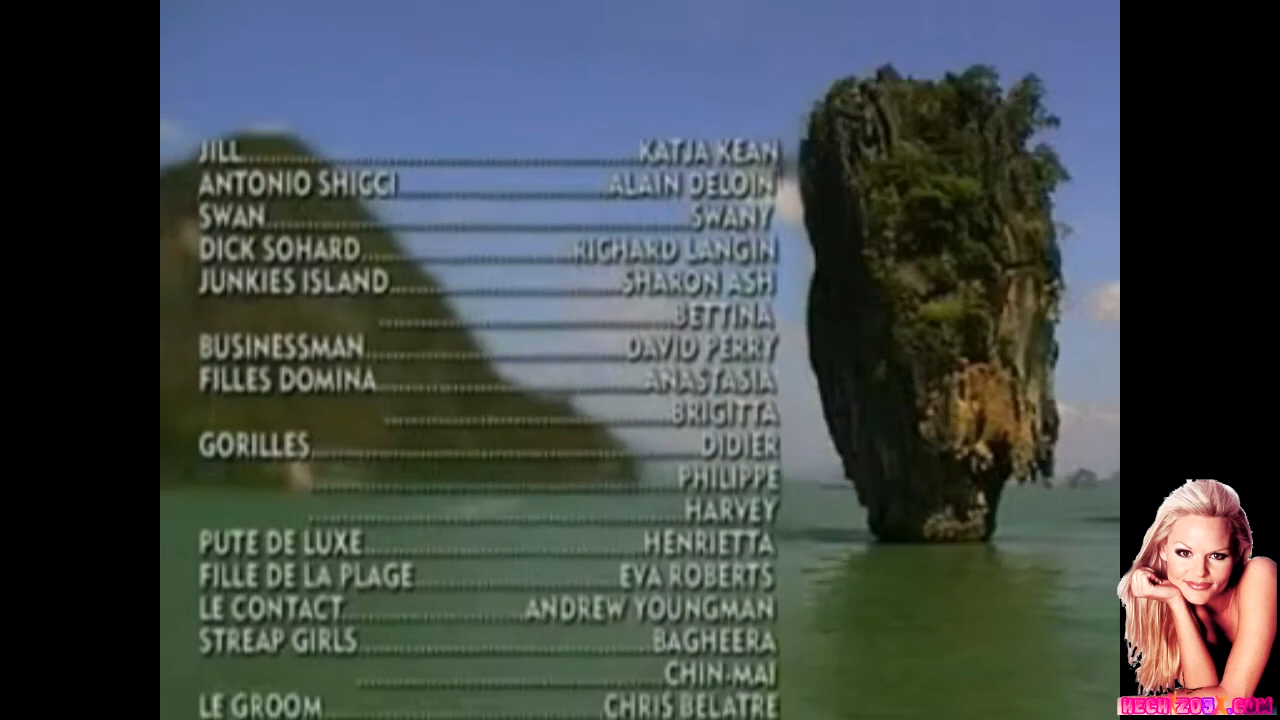 JILL KATJA KEAN
ANTONIO SHICCI ALAIN DELOIN
SWAN SWANY
DICK SOHARD RICHARD LANGIN
JUNKIES ISLAND SHARON ASH
BETTINA
BUSINESSMAN DAVID PERRY
FILLES DOMINA ANASTASIA
BRIGITTA
GORILLES DIDIER
PHILIPPE
HARVEY
PUTE DE LUXE HENRIETTA
FILLE DE LA PLAGE EVA ROBERTS
LE CONTACT ANDREW YOUNGMAN
STREAP GIRLS BAGHEERA
CHIN-MAI
LE GROOM CHRIS BELATRE